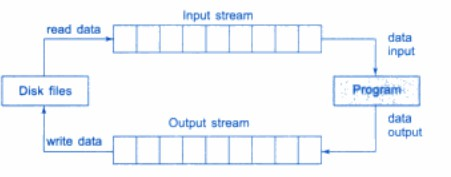 Input stream
read data
data
input
Disk files
Program
Output stream
data
output
write data